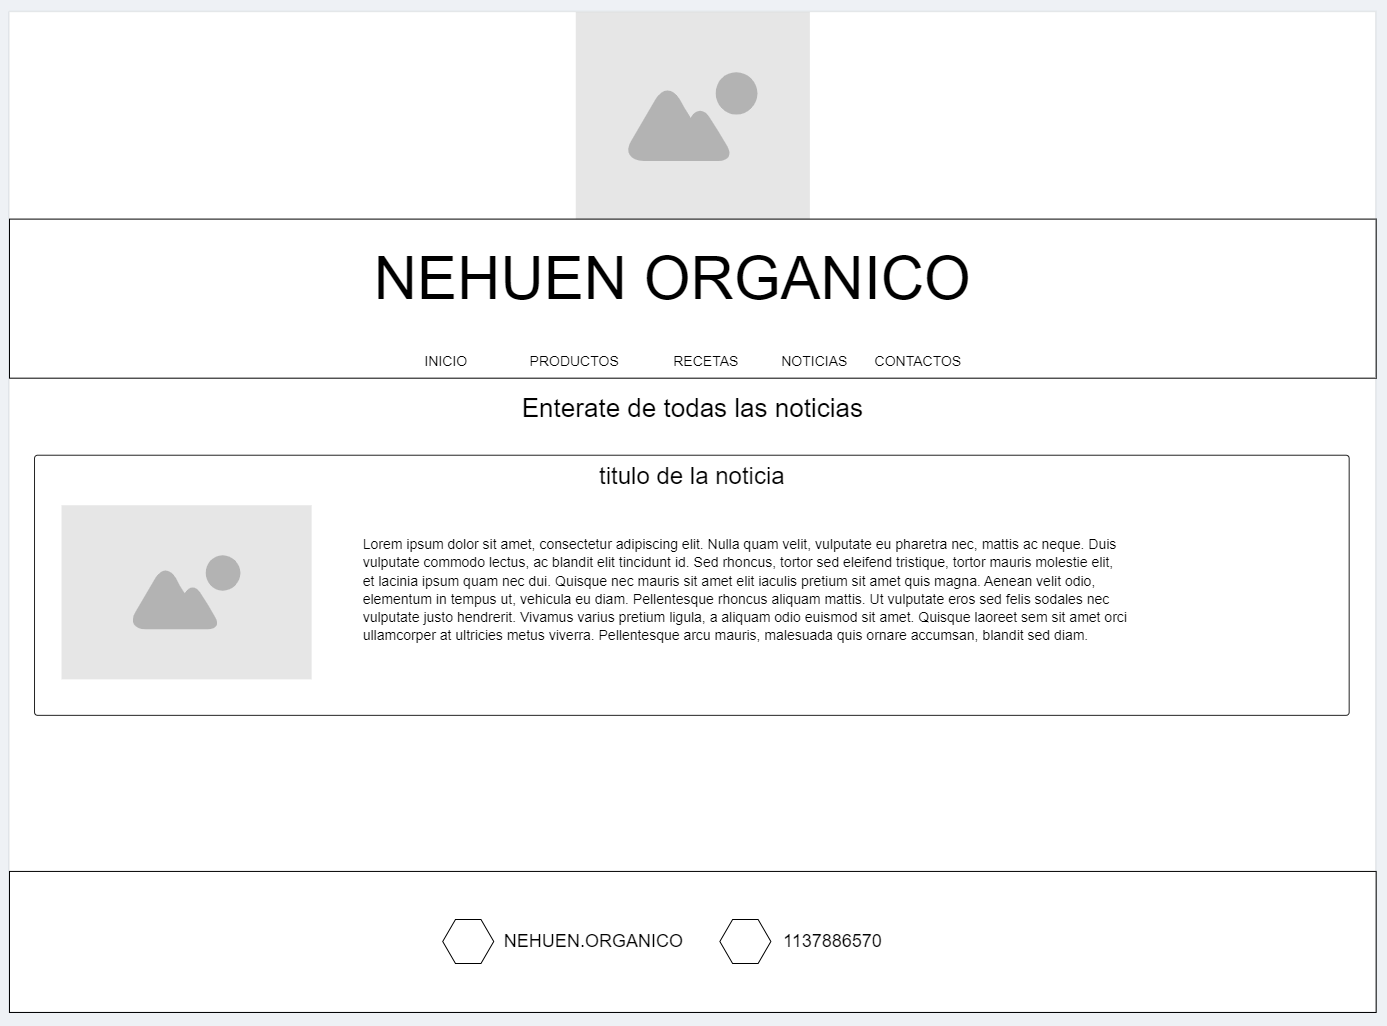 NEHUEN ORGANICO
INICIO PRODUCTOS RECETAS NOTICIAS CONTACTOS
Enterate de todas las noticias
titulo de la noticia
Lorem ipsum dolor sit amet, consectetur adipiscing elit. Nulla quam velit, vulputate eu pharetra nec, mattis ac neque. Duis
vulputate commodo lectus, ac blandit elit tincidunt id. Sed rhoncus, tortor sed eleifend tristique, tortor mauris molestie elit,
et lacinia ipsum quam nec dui. Quisque nec mauris sit amet elit iaculis pretium sit amet quis magna. Aenean velit odio,
elementum in tempus ut, vehicula eu diam. Pellentesque rhoncus aliquam mattis. Ut vulputate eros sed felis sodales nec
vulputate justo hendrerit. Vivamus varius pretium ligula, a aliquam odio euismod sit amet. Quisque laoreet sem sit amet orci
ullamcorper at ultricies metus viverra. Pellentesque arcu mauris, malesuada quis ornare accumsan, blandit sed diam.
NEHUEN.ORGANICO 1137886570